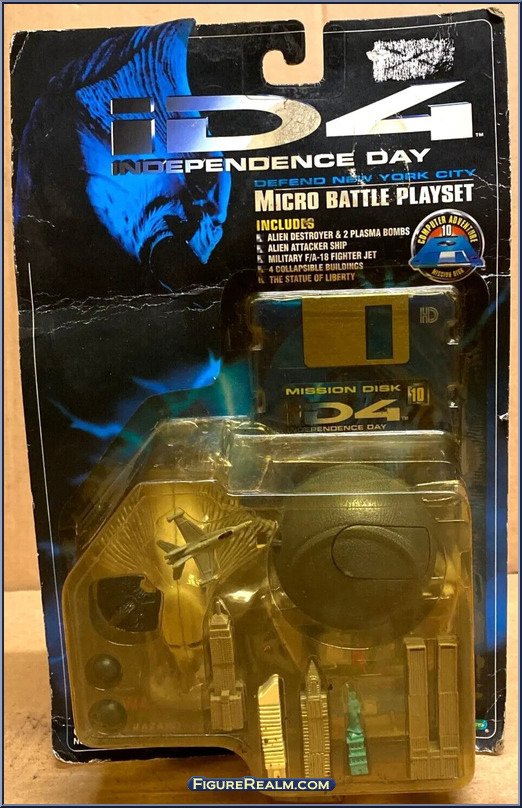 ID4™
INDEPENDENCE DAY
DEFEND NEW YORK CITY
MICRO BATTLE PLAYSET
INCLUDES
ALIEN DESTROYER & 2 PLASMA BOMBS
ALIEN ATTACKER SHIP
MILITARY F/A-18 FIGHTER JET
4 COLLAPSIBLE BUILDINGS
THE STATUE OF LIBERTY
COMPUTER ADVENTURE
10
MISSION DISK
HD
MISSION DISK 10
ID4™
INDEPENDENCE DAY
FIGUREREALM.COM